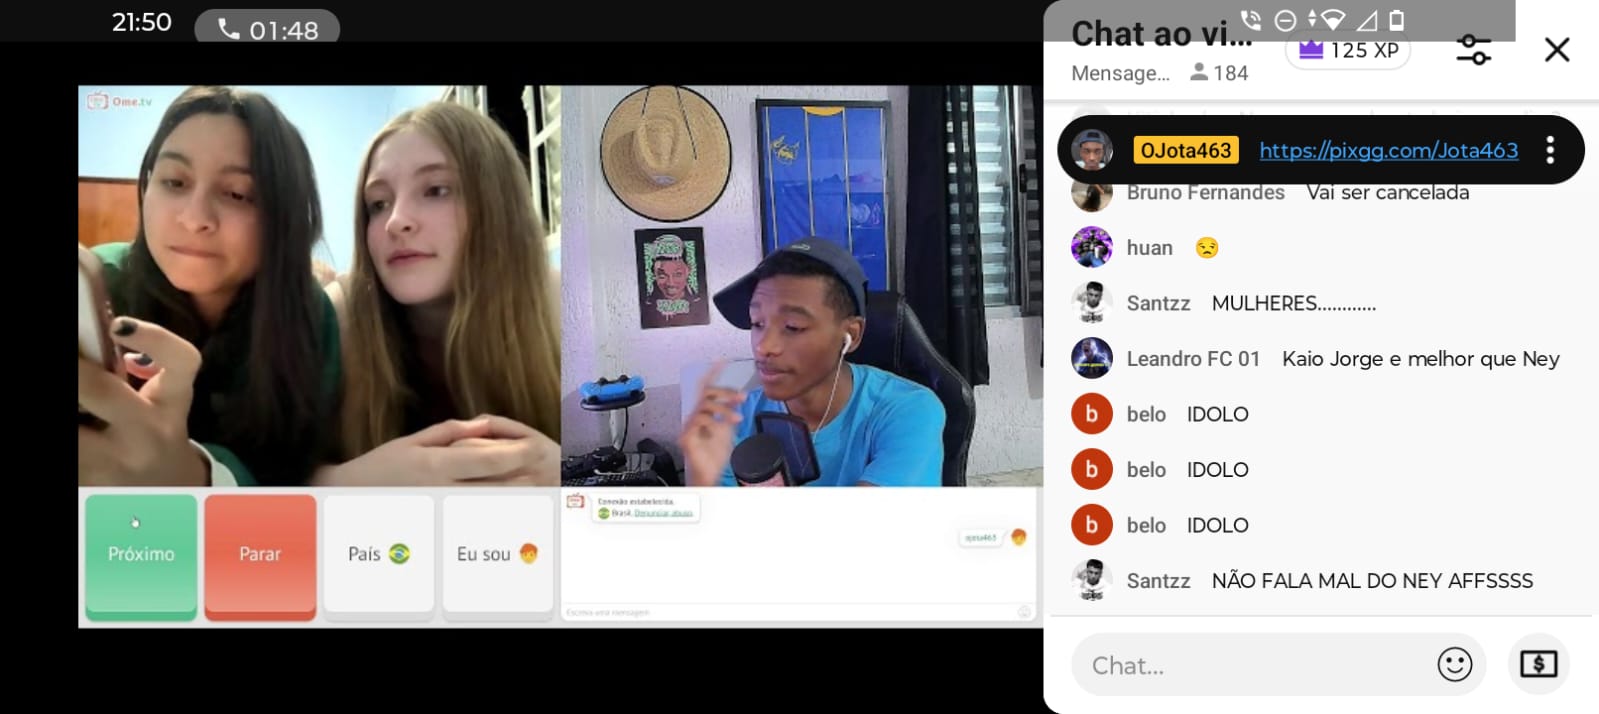 21:50
01:48
Chat ao vi...
125 XP
Mensage...
184
OJota463 https://pixgg.com/Jota463
Bruno Fernandes Vai ser cancelada
huan 😒
Santzz MULHERES............
Leandro FC 01 Kaio Jorge e melhor que Ney
b belo IDOLO
b belo IDOLO
b belo IDOLO
Santzz NÃO FALA MAL DO NEY AFFSSSS
Chat...
Ome.tv
Próximo
Parar
País
Eu sou
Conexão estabelecida.
Brasil. Denunciar abuso
ojota463
Escreva uma mensagem